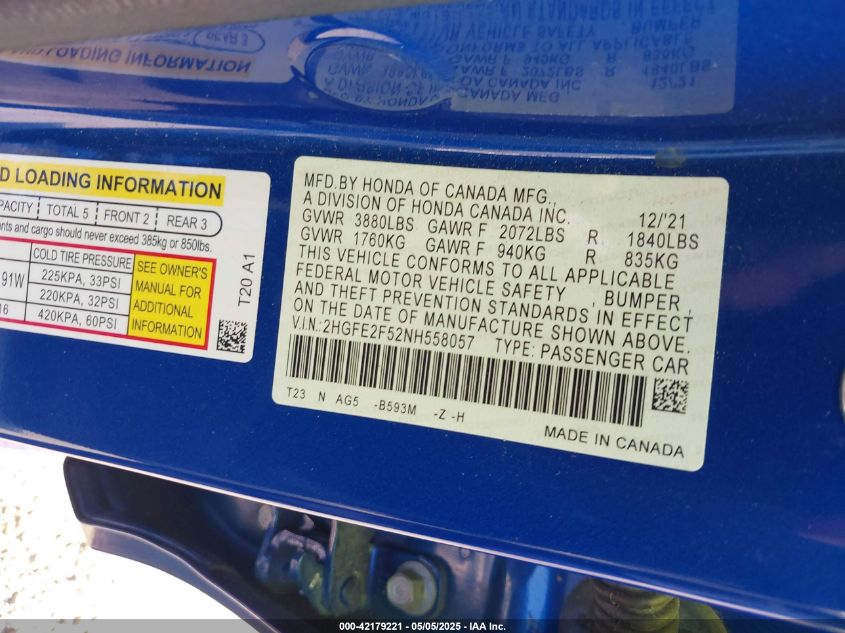 D LOADING INFORMATION
PACITY TOTAL 5 FRONT 2 REAR 3
nts and cargo should never exceed 385kg or 850lbs.
COLD TIRE PRESSURE
91W 225KPA, 33PSI
220KPA, 32PSI
16 420KPA, 60PSI
SEE OWNER'S
MANUAL FOR
ADDITIONAL
INFORMATION
T20 A1
MFD.BY HONDA OF CANADA MFG.,
A DIVISION OF HONDA CANADA INC. 12/'21
GVWR 3880LBS GAWR F 2072LBS R 1840LBS
GVWR 1760KG GAWR F 940KG R 835KG
THIS VEHICLE CONFORMS TO ALL APPLICABLE
FEDERAL MOTOR VEHICLE SAFETY , BUMPER,
AND THEFT PREVENTION STANDARDS IN EFFECT
ON THE DATE OF MANUFACTURE SHOWN ABOVE.
V.I.N.: 2HGFE2F52NH558057 TYPE: PASSENGER CAR
T23 N AG5 -B593M -Z -H
MADE IN CANADA
000-42179221 - 05/05/2025 - IAA Inc.